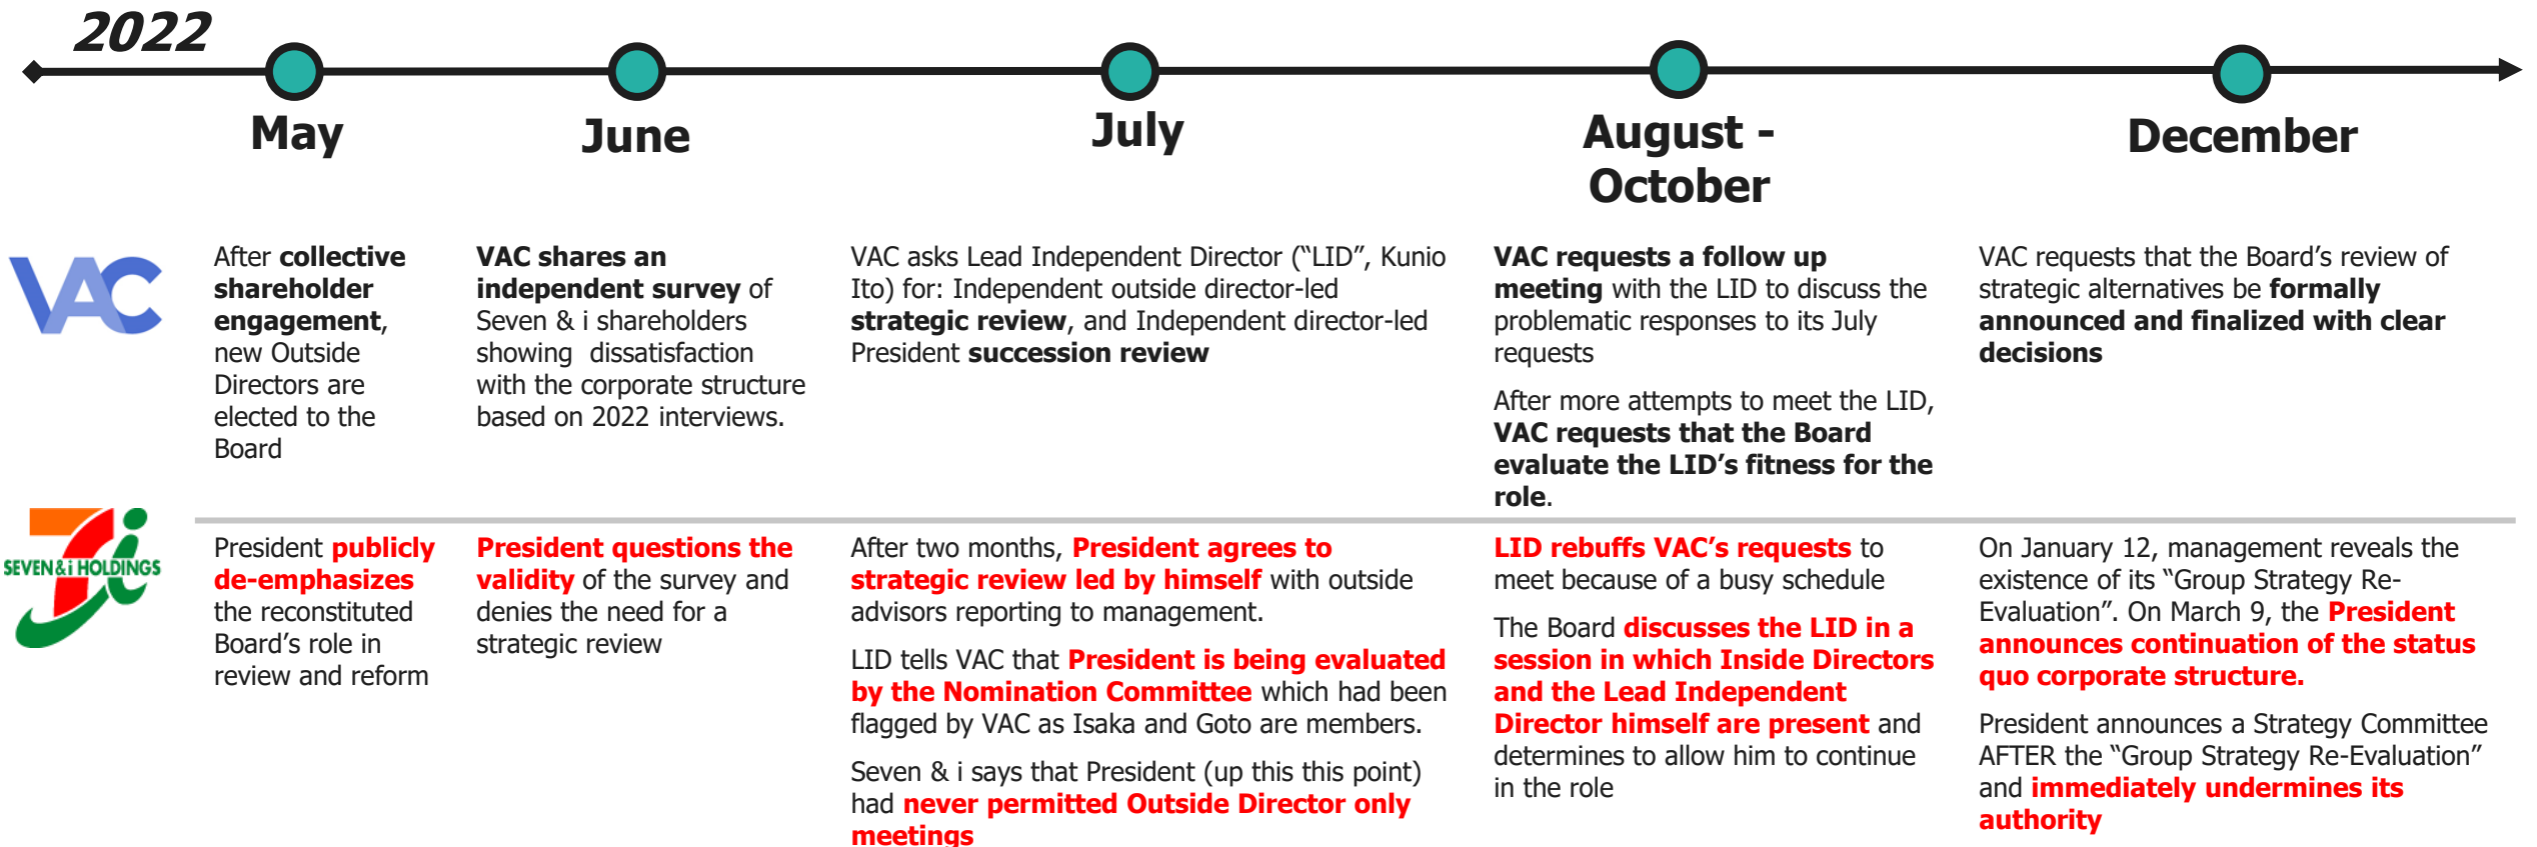 2022
May
June
July
August -
October
December
VAC
After collective
shareholder
engagement,
new Outside
Directors are
elected to the
Board
VAC shares an
independent survey of
Seven & i shareholders
showing dissatisfaction
with the corporate structure
based on 2022 interviews.
VAC asks Lead Independent Director (“LID”, Kunio
Ito) for: Independent outside director-led
strategic review, and Independent director-led
President succession review
VAC requests a follow up
meeting with the LID to discuss the
problematic responses to its July
requests
After more attempts to meet the LID,
VAC requests that the Board
evaluate the LID’s fitness for the
role.
VAC requests that the Board’s review of
strategic alternatives be formally
announced and finalized with clear
decisions
7i
SEVEN&i HOLDINGS
President publicly
de-emphasizes
the reconstituted
Board’s role in
review and reform
President questions the
validity of the survey and
denies the need for a
strategic review
After two months, President agrees to
strategic review led by himself with outside
advisors reporting to management.
LID tells VAC that President is being evaluated
by the Nomination Committee which had been
flagged by VAC as Isaka and Goto are members.
Seven & i says that President (up this this point)
had never permitted Outside Director only
meetings
LID rebuffs VAC’s requests to
meet because of a busy schedule
The Board discusses the LID in a
session in which Inside Directors
and the Lead Independent
Director himself are present and
determines to allow him to continue
in the role
On January 12, management reveals the
existence of its “Group Strategy Re-
Evaluation”. On March 9, the President
announces continuation of the status
quo corporate structure.
President announces a Strategy Committee
AFTER the “Group Strategy Re-Evaluation”
and immediately undermines its
authority